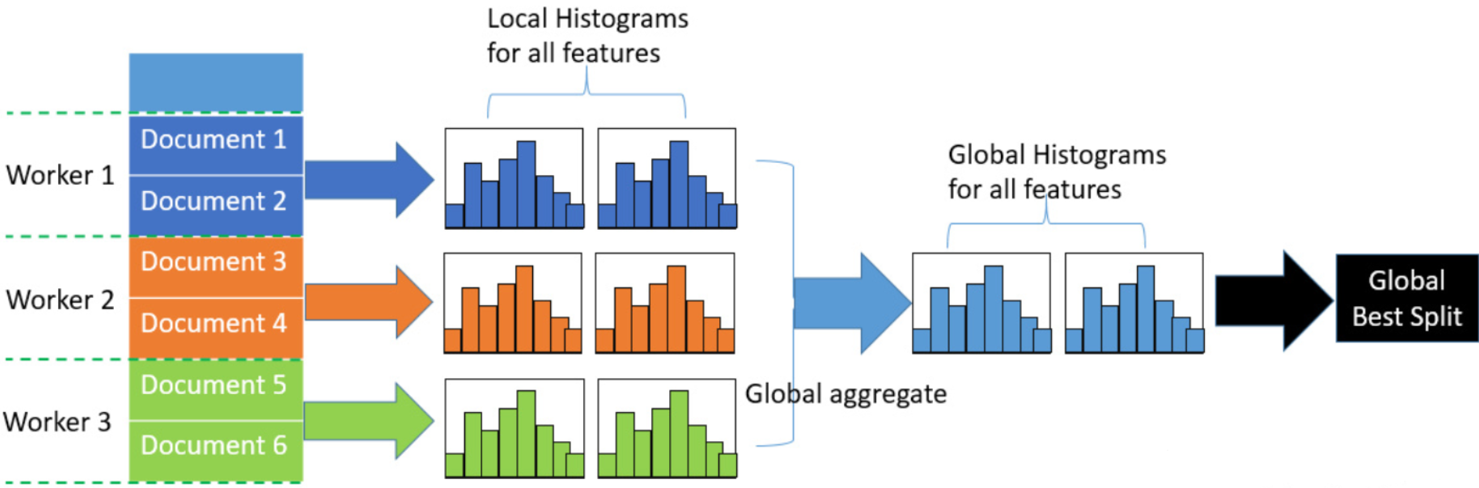 Local Histograms
for all features
Document 1
Worker 1
Document 2
Global Histograms
for all features
Document 3
Worker 2
Document 4
Global
Best Split
Document 5
Global aggregate
Worker 3
Document 6